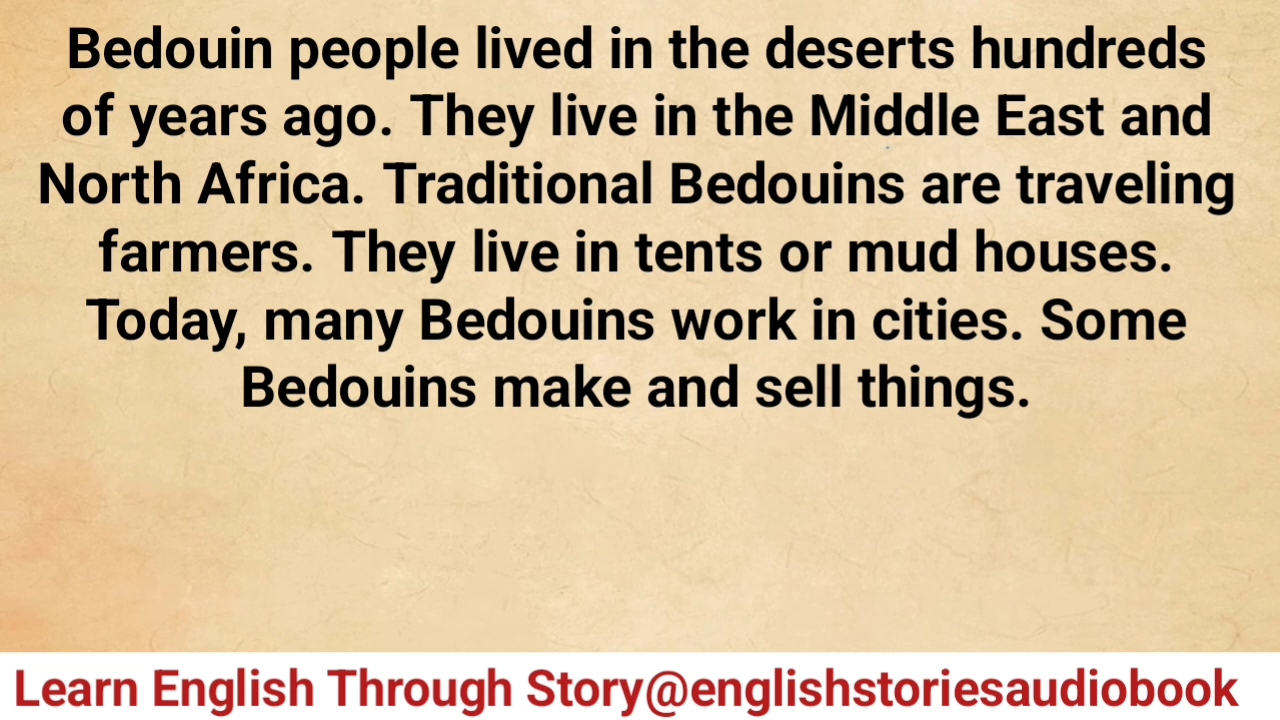 Bedouin people lived in the deserts hundreds
of years ago. They live in the Middle East and
North Africa. Traditional Bedouins are traveling
farmers. They live in tents or mud houses.
Today, many Bedouins work in cities. Some
Bedouins make and sell things.
Learn English Through Story@englishstoriesaudiobook